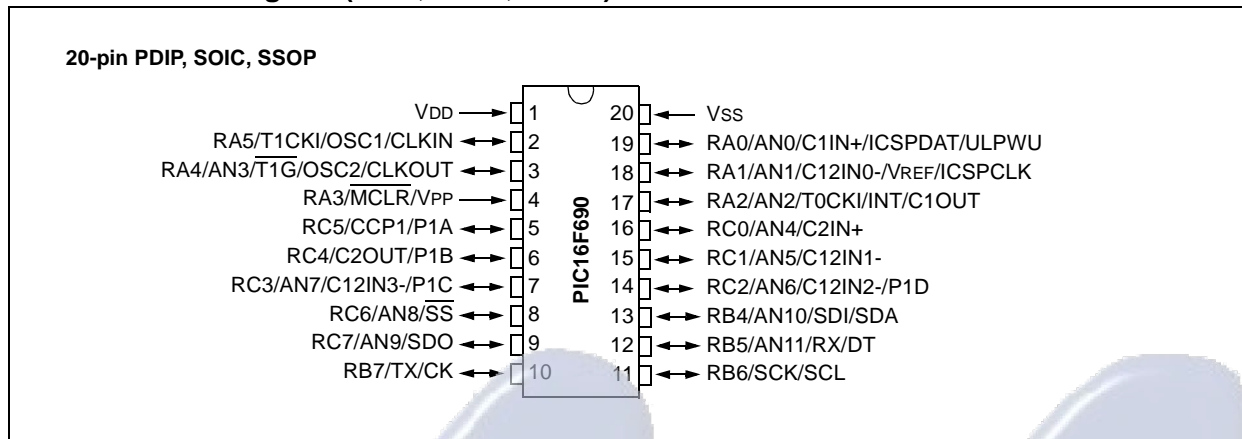 20-pin PDIP, SOIC, SSOP
VDD 1 20 VSS
RA5/T1CKI/OSC1/CLKIN 2 19 RA0/AN0/C1IN+/ICSPDAT/ULPWU
RA4/AN3/T1G/OSC2/CLKOUT 3 18 RA1/AN1/C12IN0-/VREF/ICSPCLK
RA3/MCLR/VPP 4 17 RA2/AN2/T0CKI/INT/C1OUT
RC5/CCP1/P1A 5 16 RC0/AN4/C2IN+
RC4/C2OUT/P1B 6 15 RC1/AN5/C12IN1-
RC3/AN7/C12IN3-/P1C 7 14 RC2/AN6/C12IN2-/P1D
RC6/AN8/SS 8 13 RB4/AN10/SDI/SDA
RC7/AN9/SDO 9 12 RB5/AN11/RX/DT
RB7/TX/CK 10 11 RB6/SCK/SCL
PIC16F690